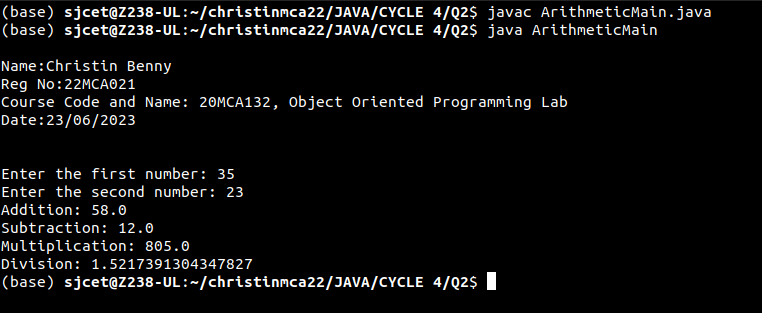 (base) sjcet@Z238-UL:~/christinmca22/JAVA/CYCLE 4/Q2$ javac ArithmeticMain.java
(base) sjcet@Z238-UL:~/christinmca22/JAVA/CYCLE 4/Q2$ java ArithmeticMain
Name:Christin Benny
Reg No:22MCA021
Course Code and Name: 20MCA132, Object Oriented Programming Lab
Date:23/06/2023
Enter the first number: 35
Enter the second number: 23
Addition: 58.0
Subtraction: 12.0
Multiplication: 805.0
Division: 1.5217391304347827
(base) sjcet@Z238-UL:~/christinmca22/JAVA/CYCLE 4/Q2$